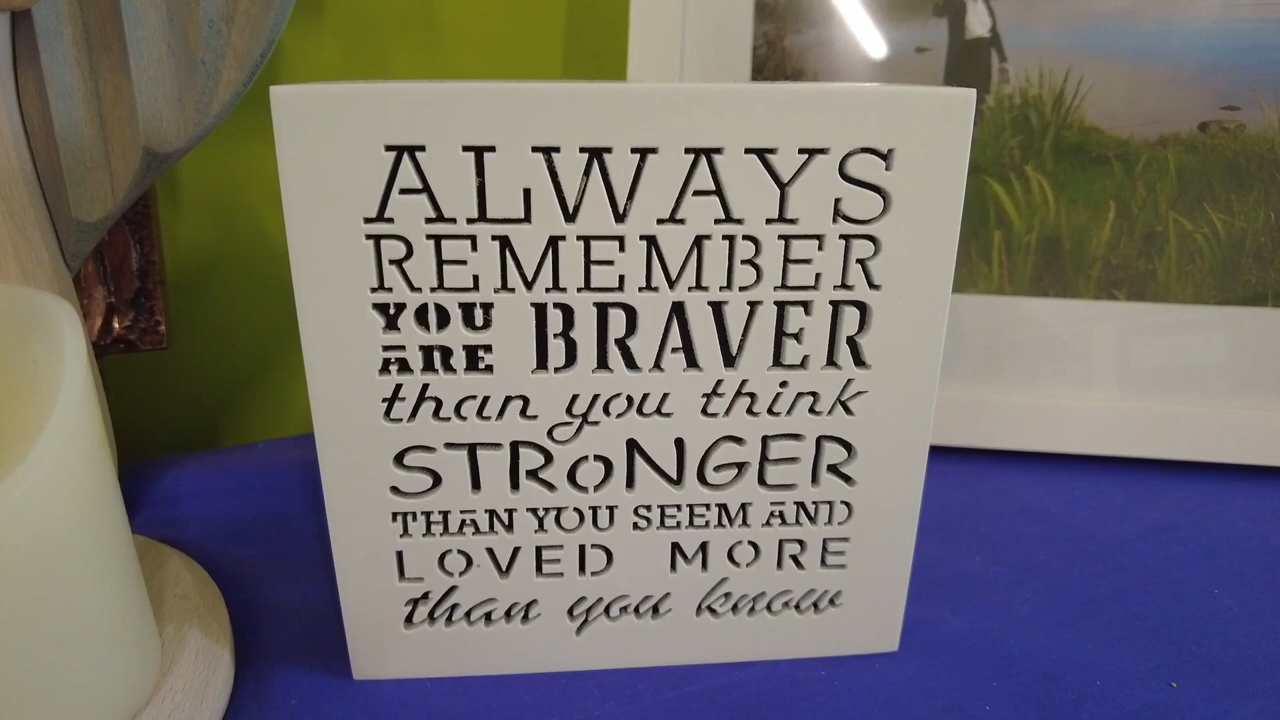 ALWAYS
REMEMBER
YOU ARE BRAVER
than you think
STRONGER
THAN YOU SEEM AND
LOVED MORE
than you know